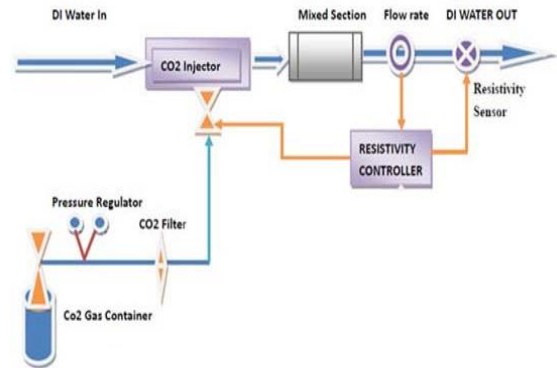 DI Water In
Mixed Section
Flow rate
DI WATER OUT
CO2 Injector
Resistivity
Sensor
RESISTIVITY
CONTROLLER
Pressure Regulator
CO2 Filter
Co2 Gas Container